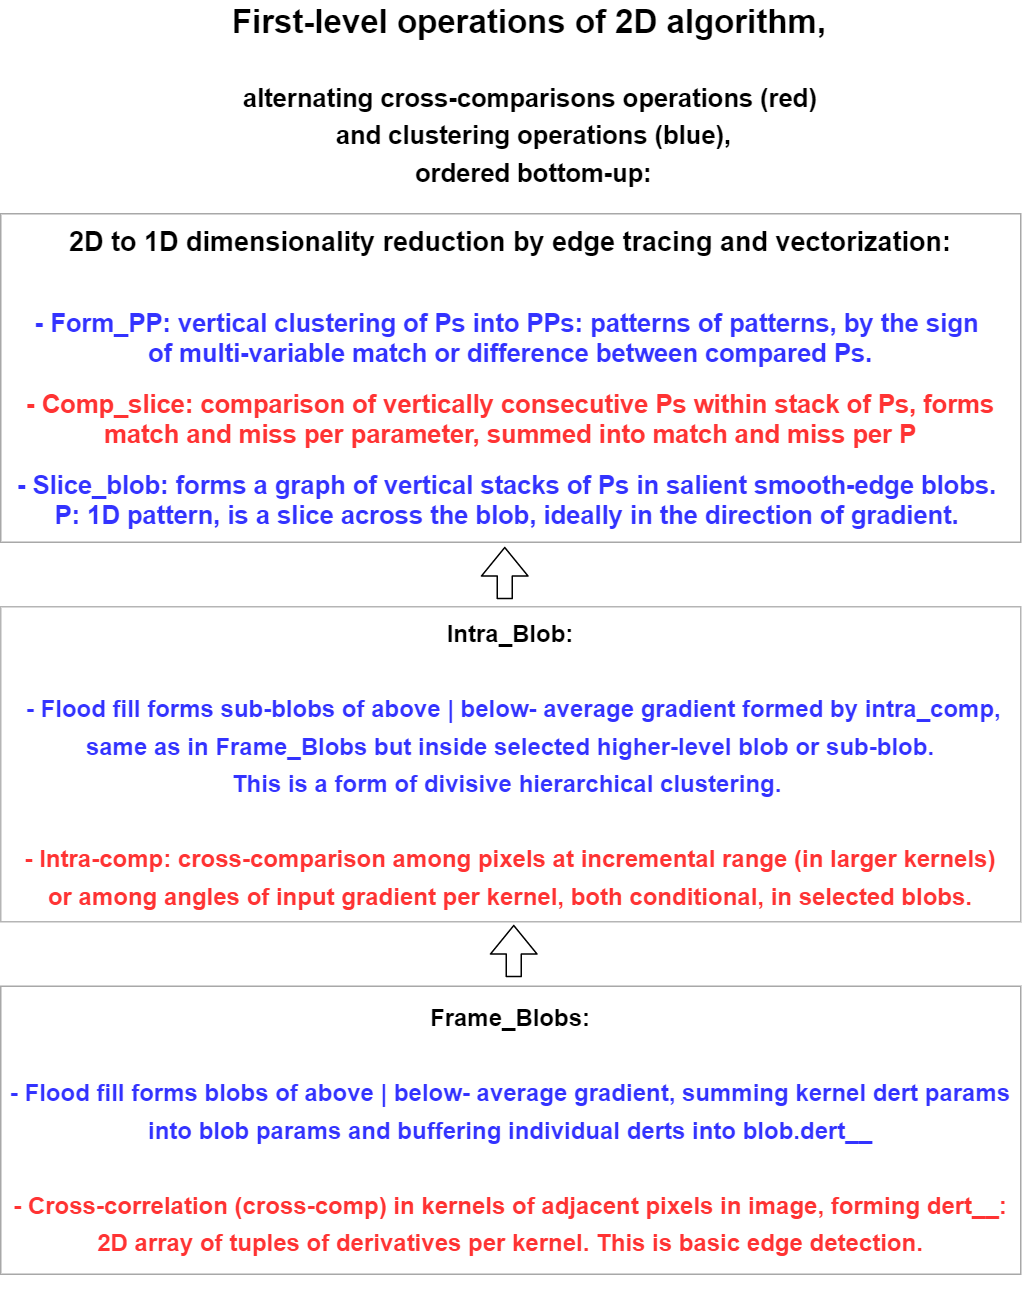 First-level operations of 2D algorithm,
alternating cross-comparisons operations (red)
and clustering operations (blue),
ordered bottom-up:
2D to 1D dimensionality reduction by edge tracing and vectorization:
- Form_PP: vertical clustering of Ps into PPs: patterns of patterns, by the sign
of multi-variable match or difference between compared Ps.
- Comp_slice: comparison of vertically consecutive Ps within stack of Ps, forms
match and miss per parameter, summed into match and miss per P
- Slice_blob: forms a graph of vertical stacks of Ps in salient smooth-edge blobs.
P: 1D pattern, is a slice across the blob, ideally in the direction of gradient.
Intra_Blob:
- Flood fill forms sub-blobs of above | below- average gradient formed by intra_comp,
same as in Frame_Blobs but inside selected higher-level blob or sub-blob.
This is a form of divisive hierarchical clustering.
- Intra-comp: cross-comparison among pixels at incremental range (in larger kernels)
or among angles of input gradient per kernel, both conditional, in selected blobs.
Frame_Blobs:
- Flood fill forms blobs of above | below- average gradient, summing kernel dert params
into blob params and buffering individual derts into blob.dert__
- Cross-correlation (cross-comp) in kernels of adjacent pixels in image, forming dert__:
2D array of tuples of derivatives per kernel. This is basic edge detection.